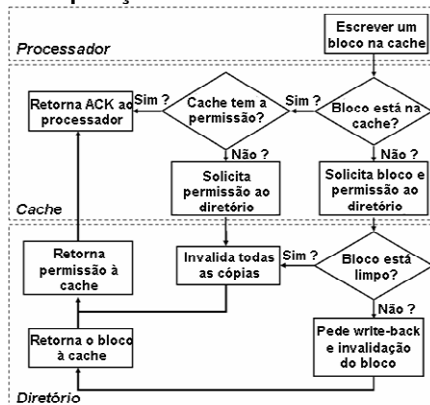 Escrever um
bloco na cache
Processador
Retorna ACK ao
processador
Sim ?
Cache tem a
permissão?
Sim ?
Bloco está na
cache?
Não ?
Não ?
Solicita
permissão ao
diretório
Solicita bloco e
permissão ao
diretório
Cache
Retorna
permissão à
cache
Invalida todas
as cópias
Sim ?
Bloco está
limpo?
Não ?
Retorna o bloco
à cache
Pede write-back
e invalidação
do bloco
Diretório